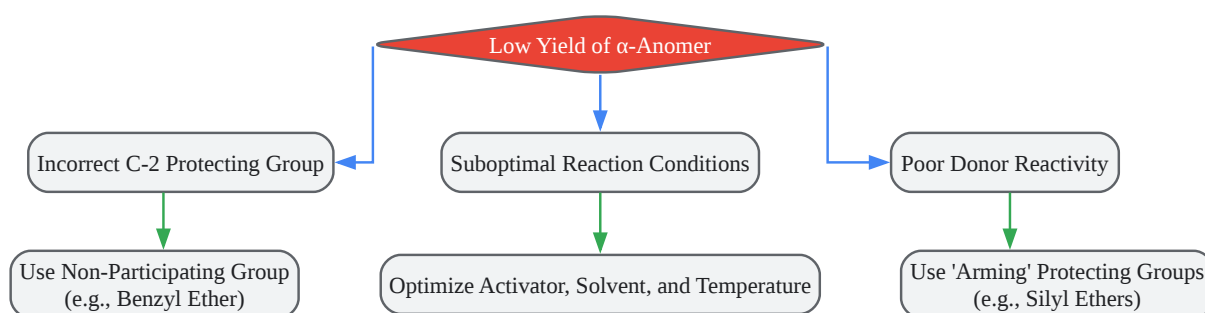 Low Yield of α-Anomer
Incorrect C-2 Protecting Group
Suboptimal Reaction Conditions
Poor Donor Reactivity
Use Non-Participating Group
(e.g., Benzyl Ether)
Optimize Activator, Solvent, and Temperature
Use 'Arming' Protecting Groups
(e.g., Silyl Ethers)